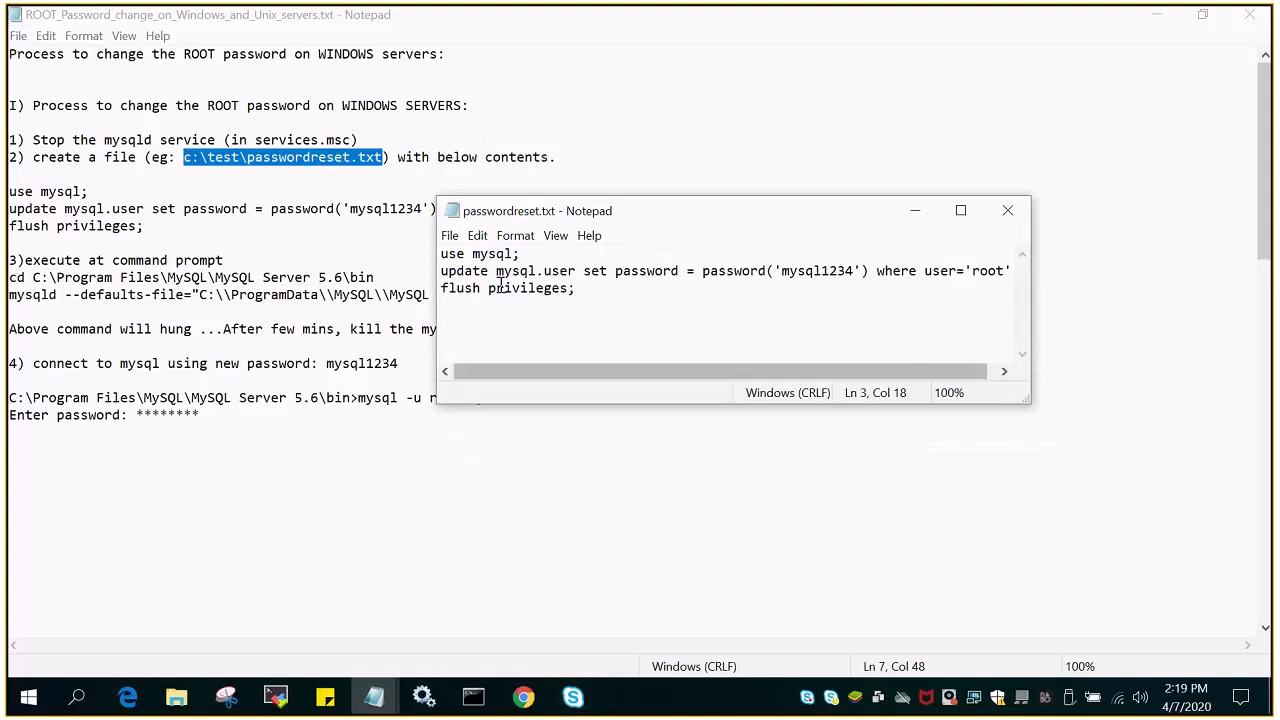 ROOT_Password_change_on_Windows_and_Unix_servers.txt - Notepad
File Edit Format View Help
Process to change the ROOT password on WINDOWS servers:
I) Process to change the ROOT password on WINDOWS SERVERS:
1) Stop the mysqld service (in services.msc)
2) create a file (eg: c:\test\passwordreset.txt) with below contents.
use mysql;
update mysql.user set password = password('mysql1234')
flush privileges;
3)execute at command prompt
cd C:\Program Files\MySQL\MySQL Server 5.6\bin
mysqld --defaults-file="C:\\ProgramData\\MySQL\\MySQL
Above command will hung ...After few mins, kill the my
4) connect to mysql using new password: mysql1234
C:\Program Files\MySQL\MySQL Server 5.6\bin>mysql -u
Enter password: ********
passwordreset.txt - Notepad
File Edit Format View Help
use mysql;
update mysql.user set password = password('mysql1234') where user='root'
flush privileges;
Windows (CRLF) Ln 3, Col 18 100%
Windows (CRLF) Ln 7, Col 48 100%
2:19 PM
4/7/2020